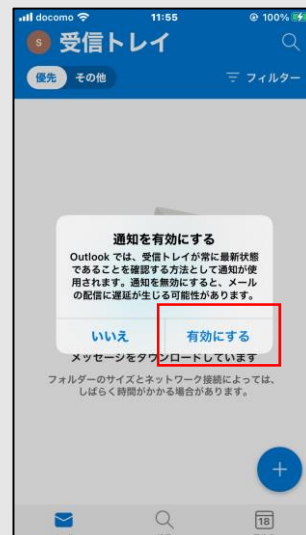 docomo 11:55 100%
S 受信トレイ
優先 その他 フィルター
通知を有効にする
Outlook では、受信トレイが常に最新状態
であることを確認する方法として通知が使
用されます。通知を無効にすると、メール
の配信に遅延が生じる可能性があります。
いいえ 有効にする
メッセージをダウンロードしています
フォルダーのサイズとネットワーク接続によっては、
しばらく時間がかかる場合があります。
+
18